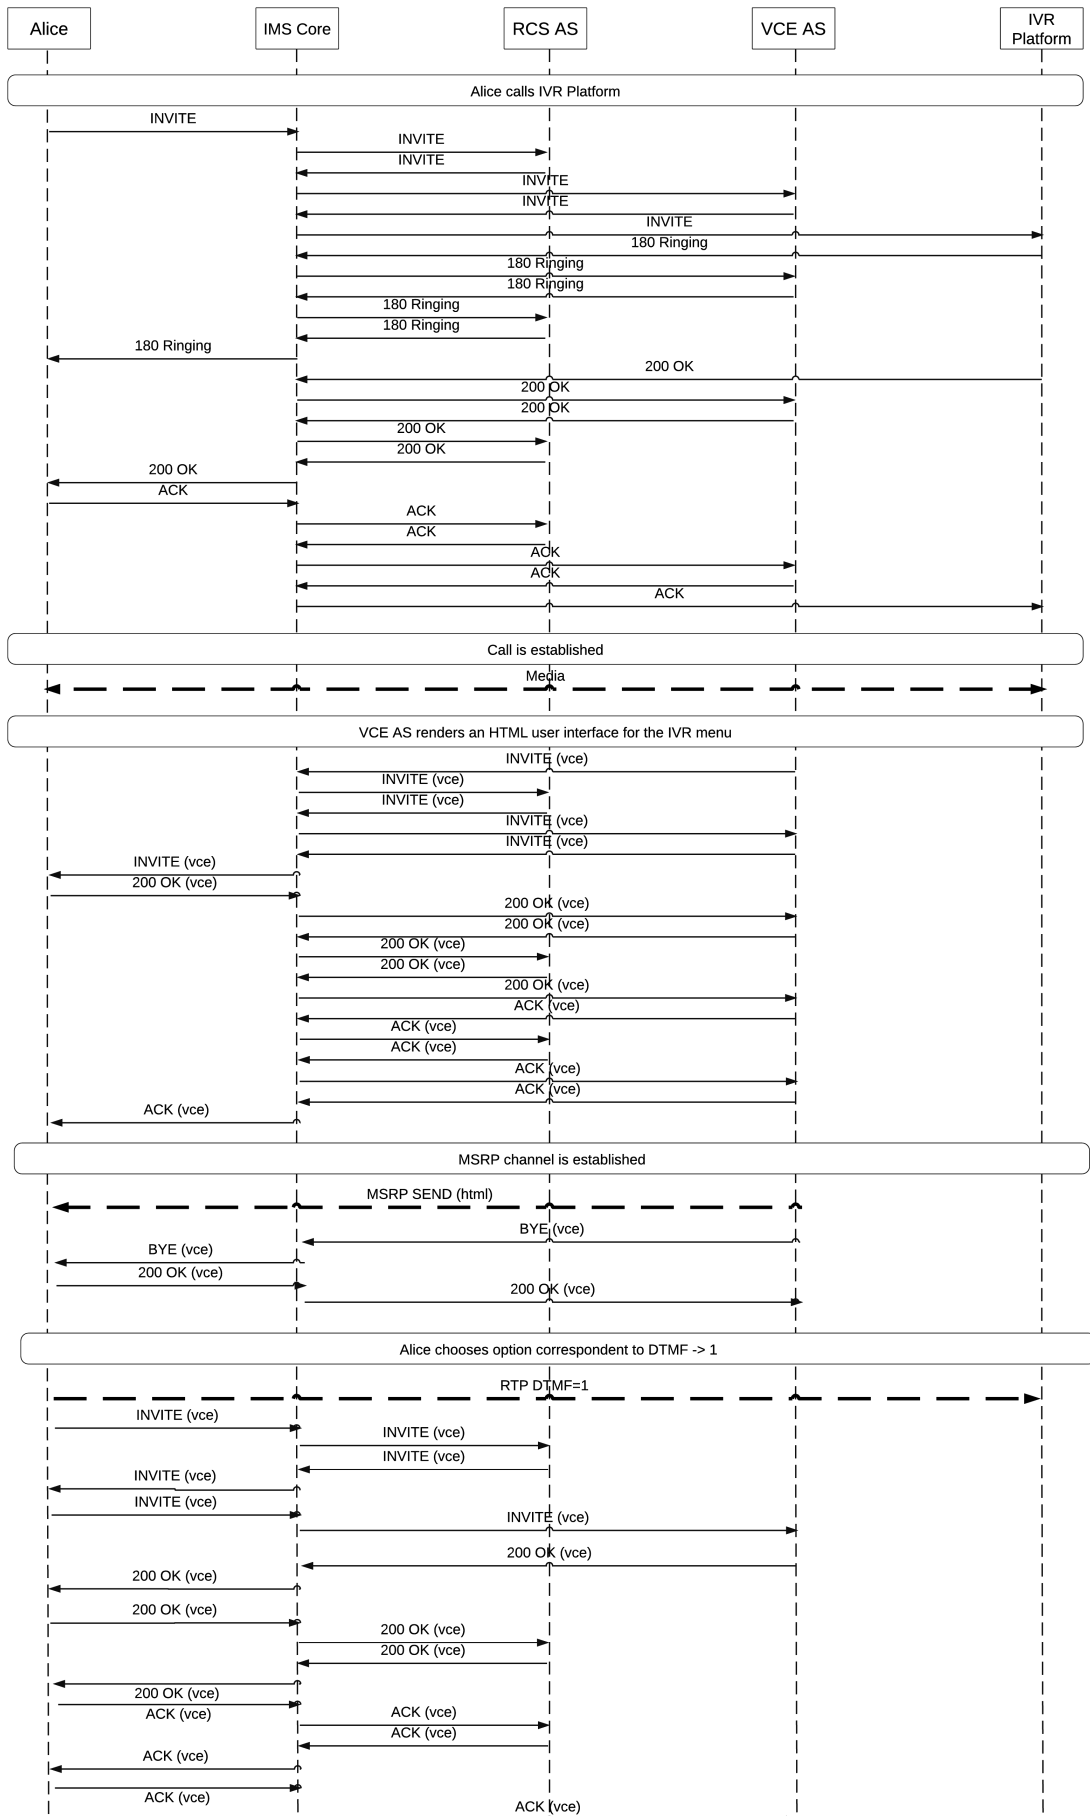 Alice
IMS Core
RCS AS
VCE AS
IVR
Platform
Alice calls IVR Platform
INVITE
INVITE
INVITE
INVITE
INVITE
INVITE
180 Ringing
180 Ringing
180 Ringing
180 Ringing
180 Ringing
180 Ringing
200 OK
200 OK
200 OK
200 OK
200 OK
200 OK
ACK
ACK
ACK
ACK
ACK
ACK
Call is established
Media
VCE AS renders an HTML user interface for the IVR menu
INVITE (vce)
INVITE (vce)
INVITE (vce)
INVITE (vce)
INVITE (vce)
INVITE (vce)
200 OK (vce)
200 OK (vce)
200 OK (vce)
200 OK (vce)
200 OK (vce)
200 OK (vce)
ACK (vce)
ACK (vce)
ACK (vce)
ACK (vce)
ACK (vce)
ACK (vce)
MSRP channel is established
MSRP SEND (html)
BYE (vce)
BYE (vce)
200 OK (vce)
200 OK (vce)
Alice chooses option correspondent to DTMF -> 1
RTP DTMF=1
INVITE (vce)
INVITE (vce)
INVITE (vce)
INVITE (vce)
INVITE (vce)
INVITE (vce)
200 OK (vce)
200 OK (vce)
200 OK (vce)
200 OK (vce)
200 OK (vce)
200 OK (vce)
ACK (vce)
ACK (vce)
ACK (vce)
ACK (vce)
ACK (vce)
ACK (vce)